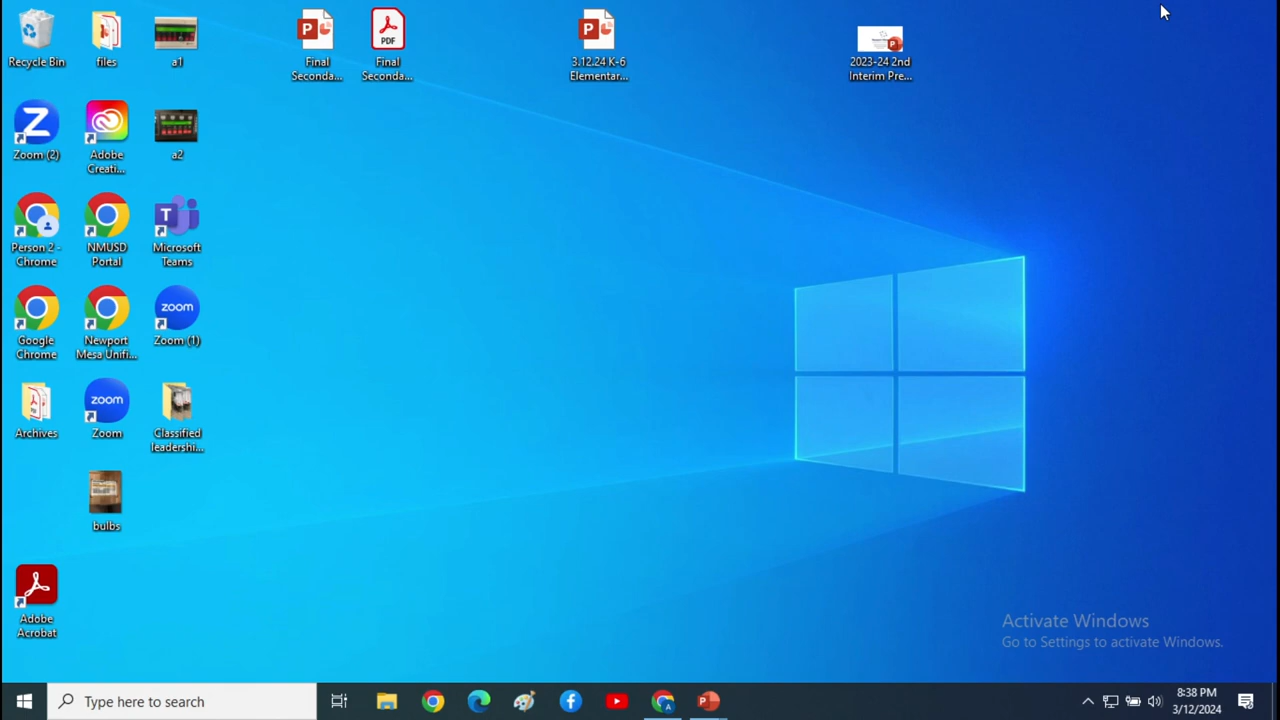 Recycle Bin
files
a1
Final
Seconda...
PDF
Final
Seconda...
3.12.24 K-6
Elementar...
2023-24 2nd
Interim Pre...
Zoom (2)
Adobe
Creati...
a2
Person 2 -
Chrome
NMUSD
Portal
Microsoft
Teams
Google
Chrome
Newport
Mesa Unifi...
zoom
Zoom (1)
Archives
zoom
Zoom
Classified
leadershi...
bulbs
Adobe
Acrobat
Activate Windows
Go to Settings to activate Windows.
Type here to search
8:38 PM
3/12/2024